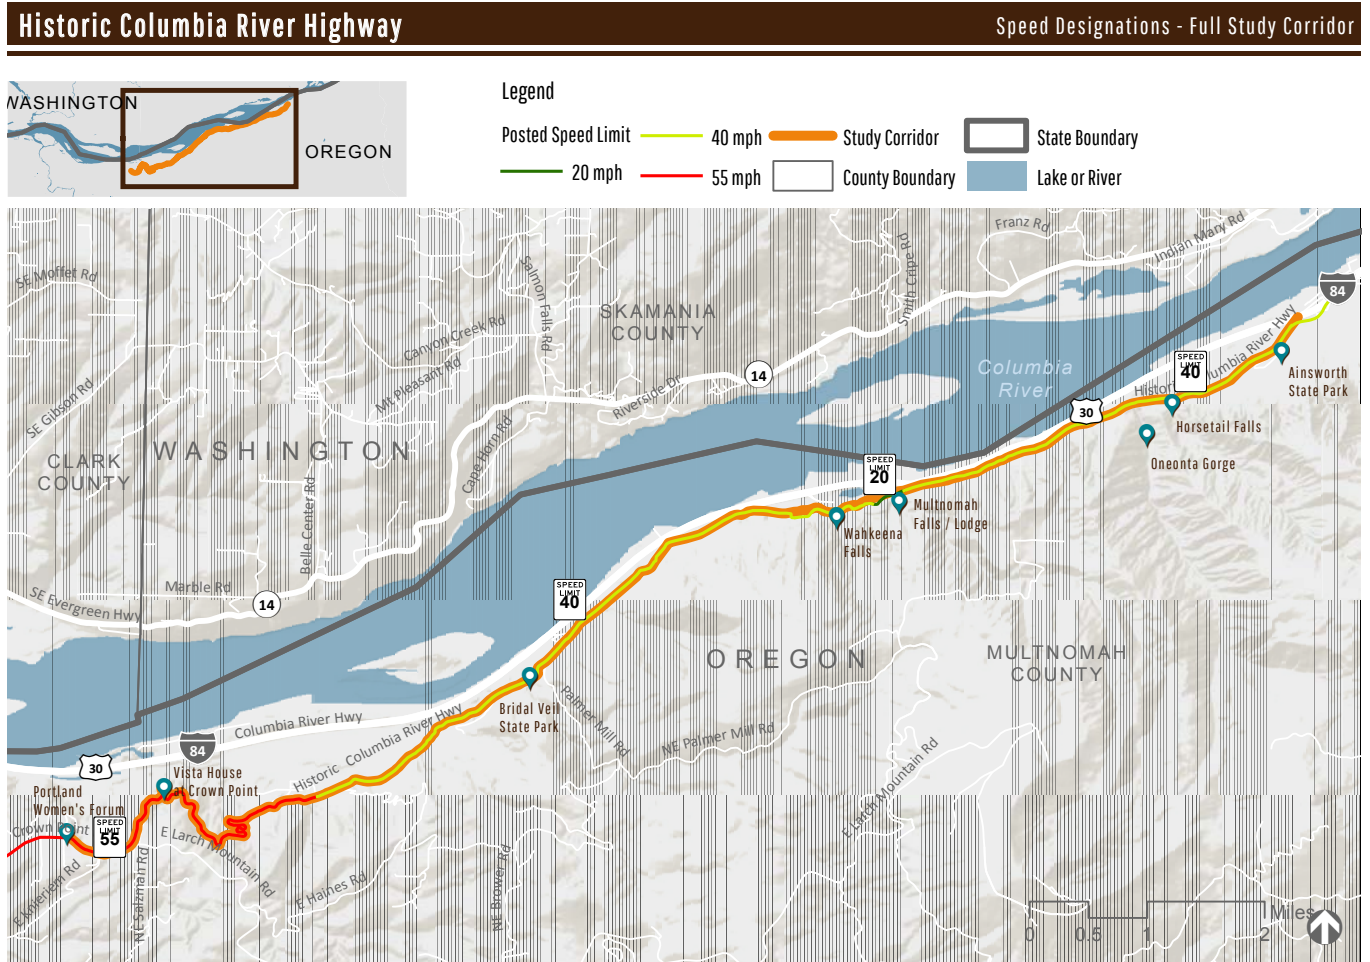 Historic Columbia River Highway
Speed Designations - Full Study Corridor
WASHINGTON
OREGON
Legend
Posted Speed Limit
40 mph
Study Corridor
State Boundary
20 mph
55 mph
County Boundary
Lake or River
Franz Rd
Indian Mary Rd
Smith Cripe Rd
SE Moffet Rd
Salmon Falls Rd
84
SKAMANIA
COUNTY
Canyon Creek Rd
Historic Columbia River Hwy
SPEED
LIMIT
40
Columbia
River
14
Mt Pleasant Rd
Riverside Dr
Ainsworth
State Park
SE Gibson Rd
30
Horsetail Falls
Cape Horn Rd
WASHINGTON
CLARK
COUNTY
Oneonta Gorge
SPEED
LIMIT
20
Multnomah
Falls / Lodge
Wahkeena
Falls
Belle Center Rd
Marble Rd
SE Evergreen Hwy
14
SPEED
LIMIT
40
OREGON
MULTNOMAH
COUNTY
Bridal Veil
State Park
Palmer Mill Rd
NE Palmer Mill Rd
Columbia River Hwy
Historic Columbia River Hwy
84
30
Vista House
at Crown Point
Portland
Women's Forum
Crown Point
SPEED
LIMIT
55
E Larch Mountain Rd
E Larch Mountain Rd
E Knieriem Rd
NE Salzman Rd
E Haines Rd
NE Brower Rd
Miles
0 0.5 1 2